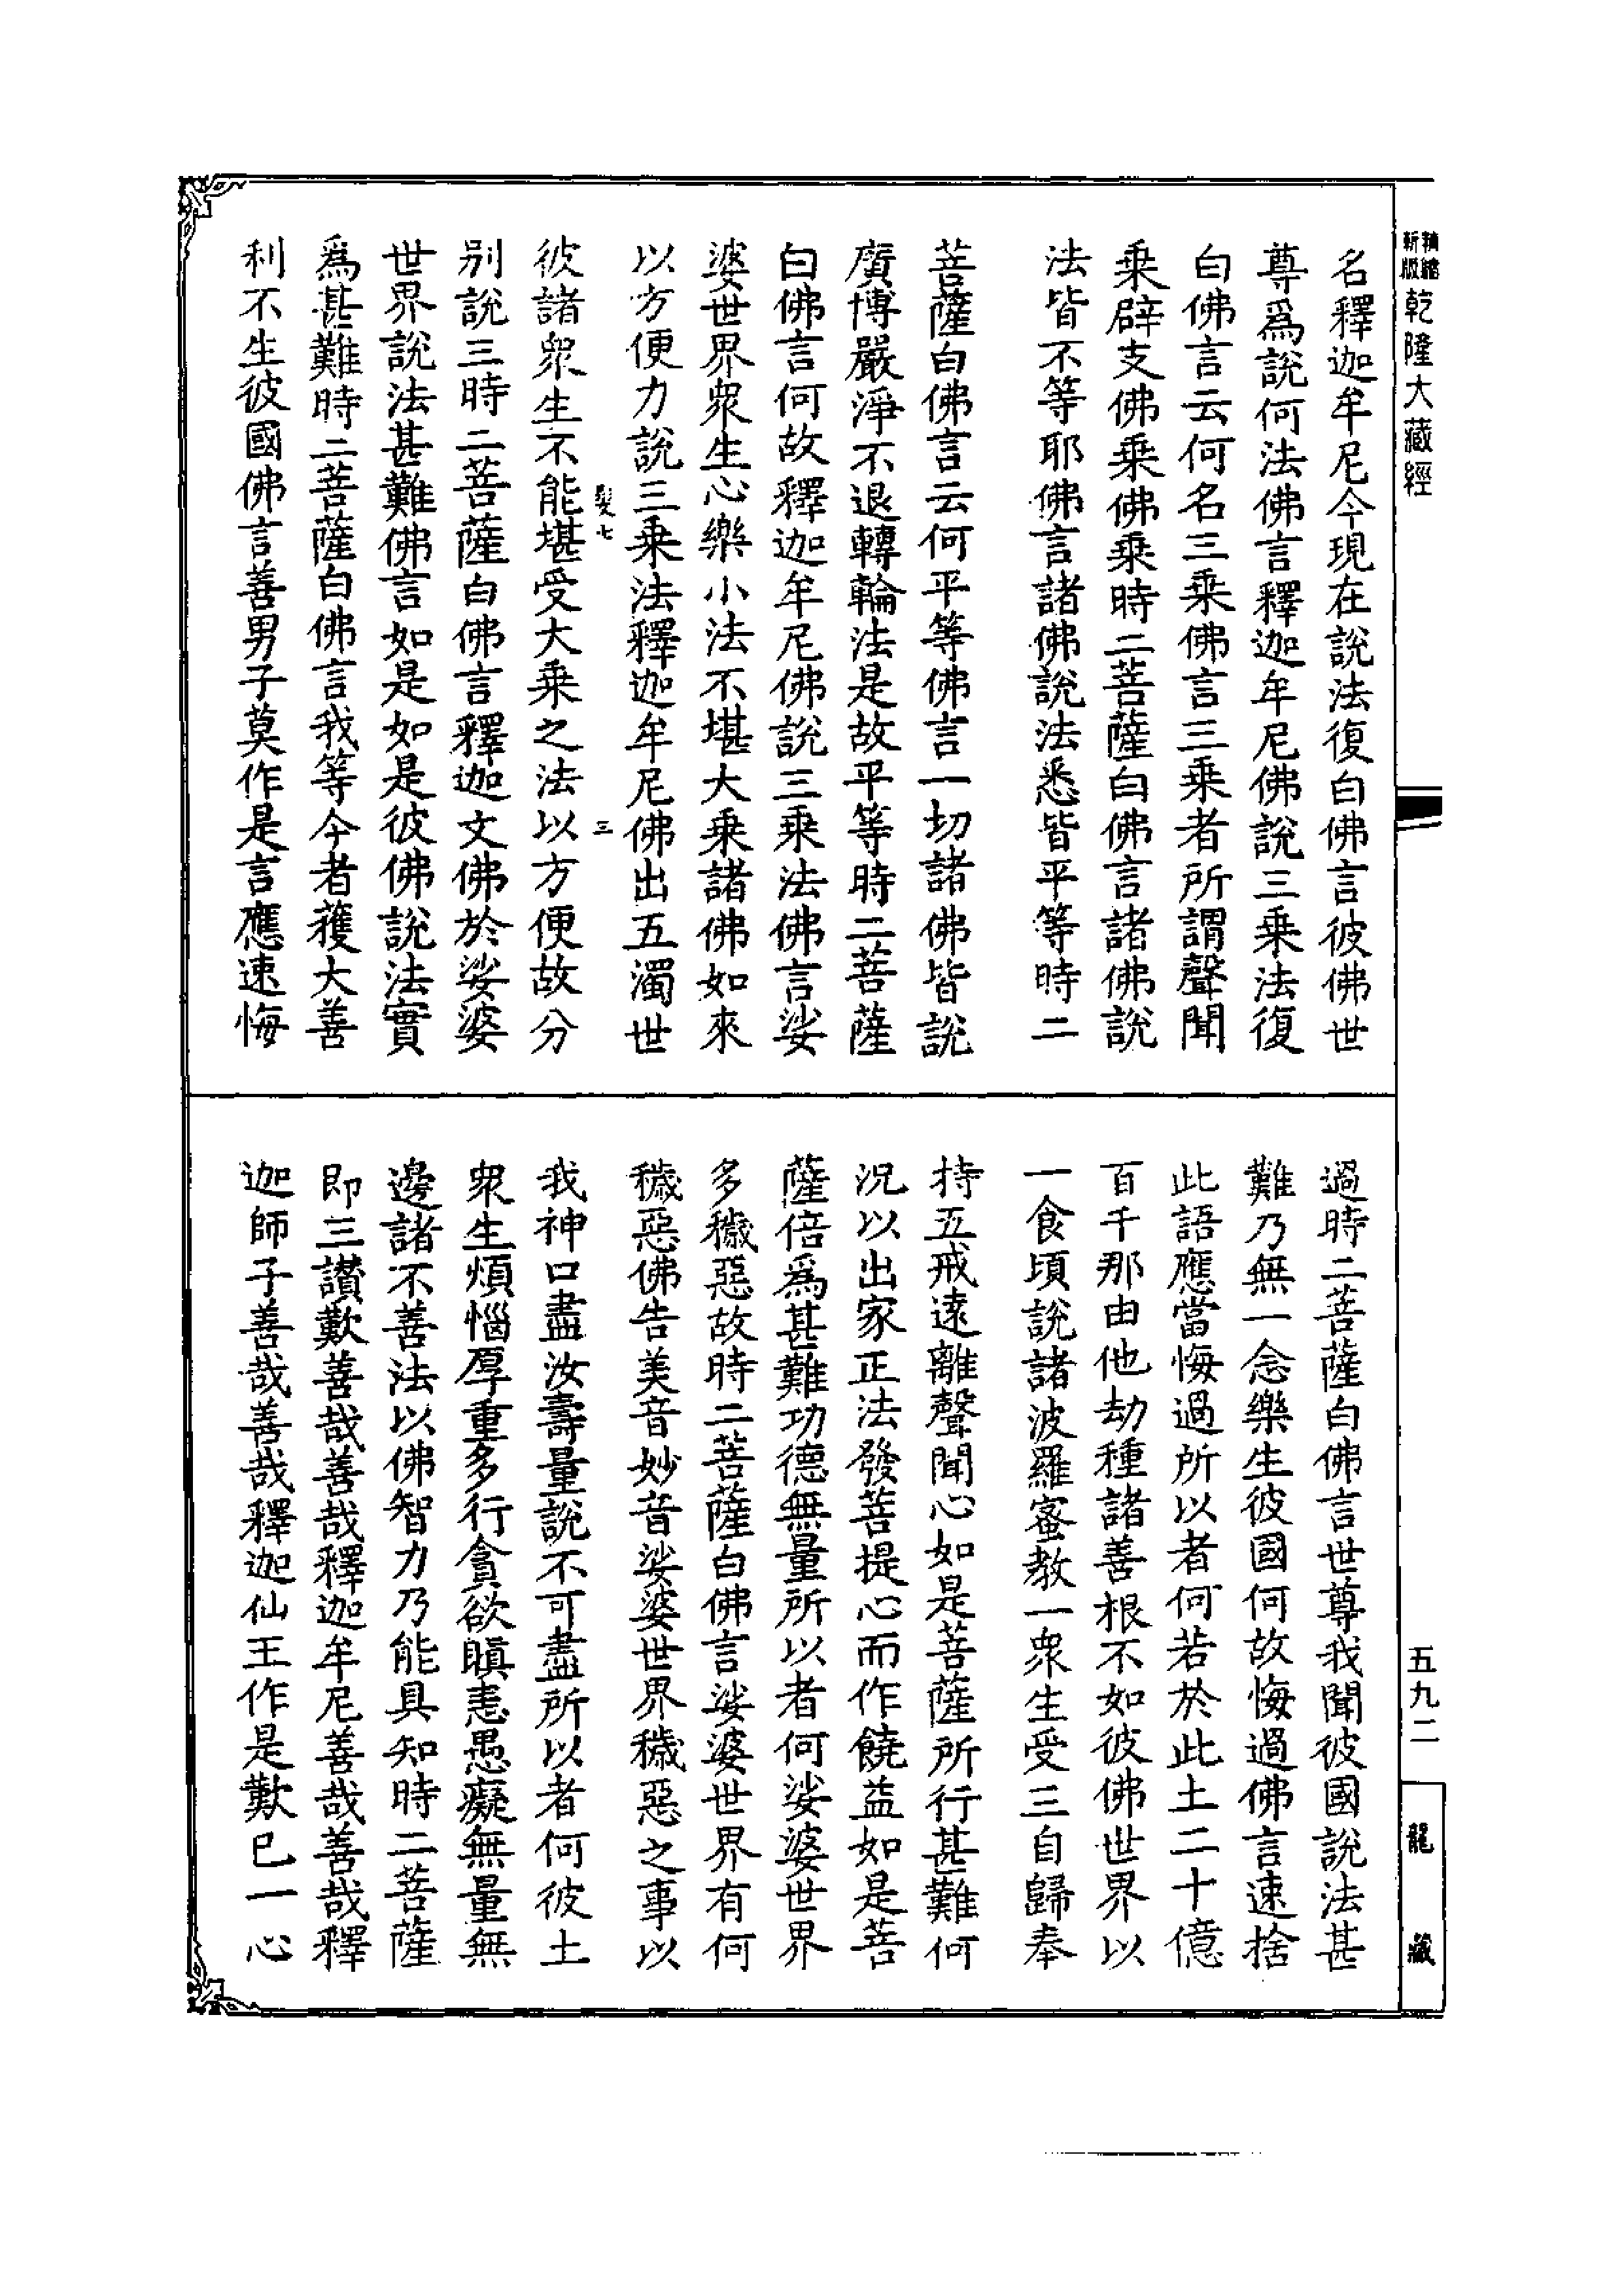 新版
精縮
乾隆大藏經
名釋迦牟尼今現在說法復白佛言彼佛世
尊爲說何法佛言釋迦牟尼佛說三乘法復
白佛言云何名三乘佛言三乘者所謂聲聞
乘辟支佛乘佛乘時二菩薩白佛言諸佛說
法皆不等耶佛言諸佛說法悉皆平等時二
菩薩白佛言云何平等佛言一切諸佛皆說
廣博嚴淨不退轉輪法是故平等時二菩薩
白佛言何故釋迦牟尼佛說三乘法佛言娑
婆世界衆生心樂小法不堪大乘諸佛如來
以方便力說三乘法釋迦牟尼佛出五濁世
髮七
三
彼諸衆生不能堪受大乘之法以方便故分
別說三時二菩薩白佛言釋迦文佛於娑婆
世界說法甚難佛言如是如是彼佛說法實
爲甚難時二菩薩白佛言我等今者獲大善
利不生彼國佛言善男子莫作是言應速悔
過時二菩薩白佛言世尊我聞彼國說法甚
難乃無一念樂生彼國何故悔過佛言速捨
此語應當悔過所以者何若於此土二十億
百千那由他劫種諸善根不如彼佛世界以
一食頃說諸波羅蜜教一衆生受三自歸奉
持五戒遠離聲聞心如是菩薩所行甚難何
況以出家正法發菩提心而作饒益如是菩
薩倍爲甚難功德無量所以者何娑婆世界
多穢惡故時二菩薩白佛言娑婆世界有何
穢惡佛告美音妙音娑婆世界穢惡之事以
我神口盡汝壽量說不可盡所以者何彼土
衆生煩惱厚重多行貪欲瞋恚愚癡無量無
邊諸不善法以佛智力乃能具知時二菩薩
即三讚歎善哉善哉釋迦牟尼善哉善哉釋
迦師子善哉善哉釋迦仙王作是歎已一心
五九二
龍藏